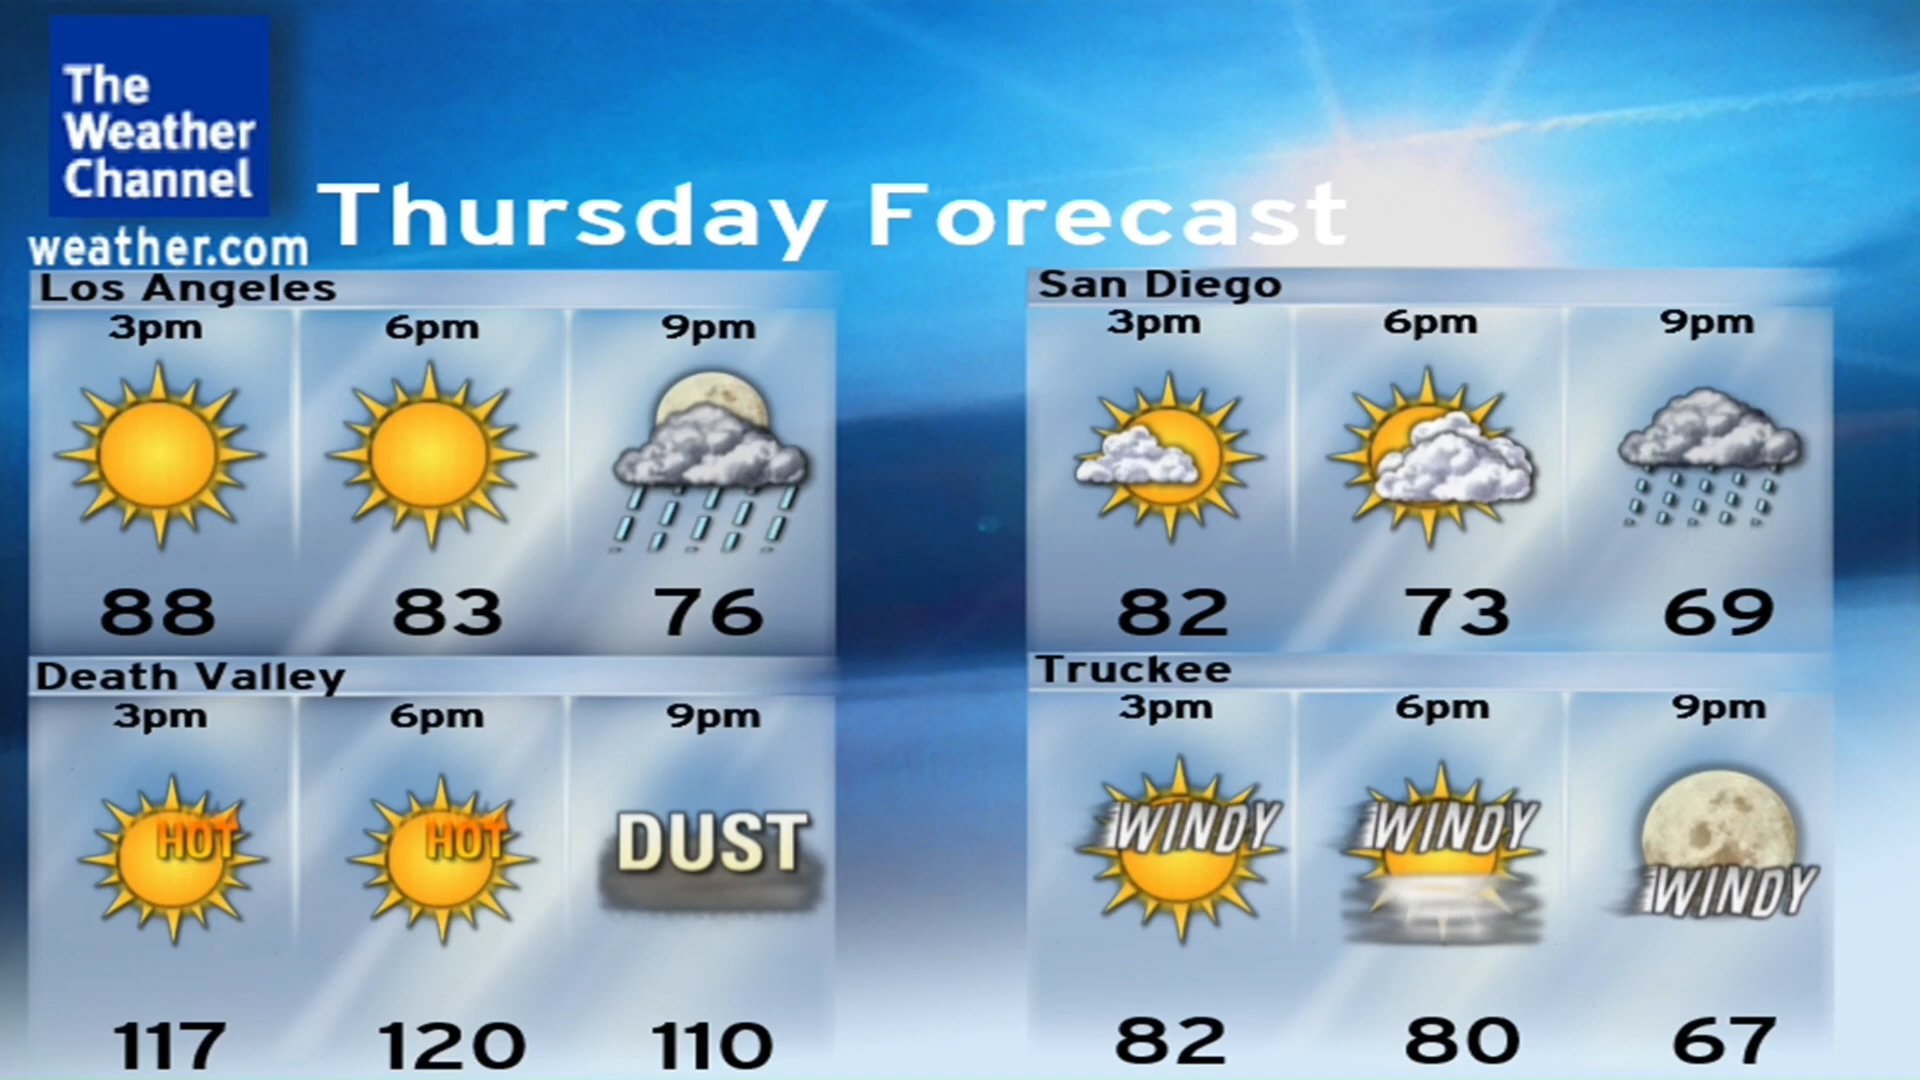 The
Weather
Channel
weather.com
Thursday Forecast
Los Angeles
3pm 6pm 9pm
88 83 76
San Diego
3pm 6pm 9pm
82 73 69
Death Valley
3pm 6pm 9pm
HOT HOT DUST
117 120 110
Truckee
3pm 6pm 9pm
WINDY WINDY WINDY
82 80 67